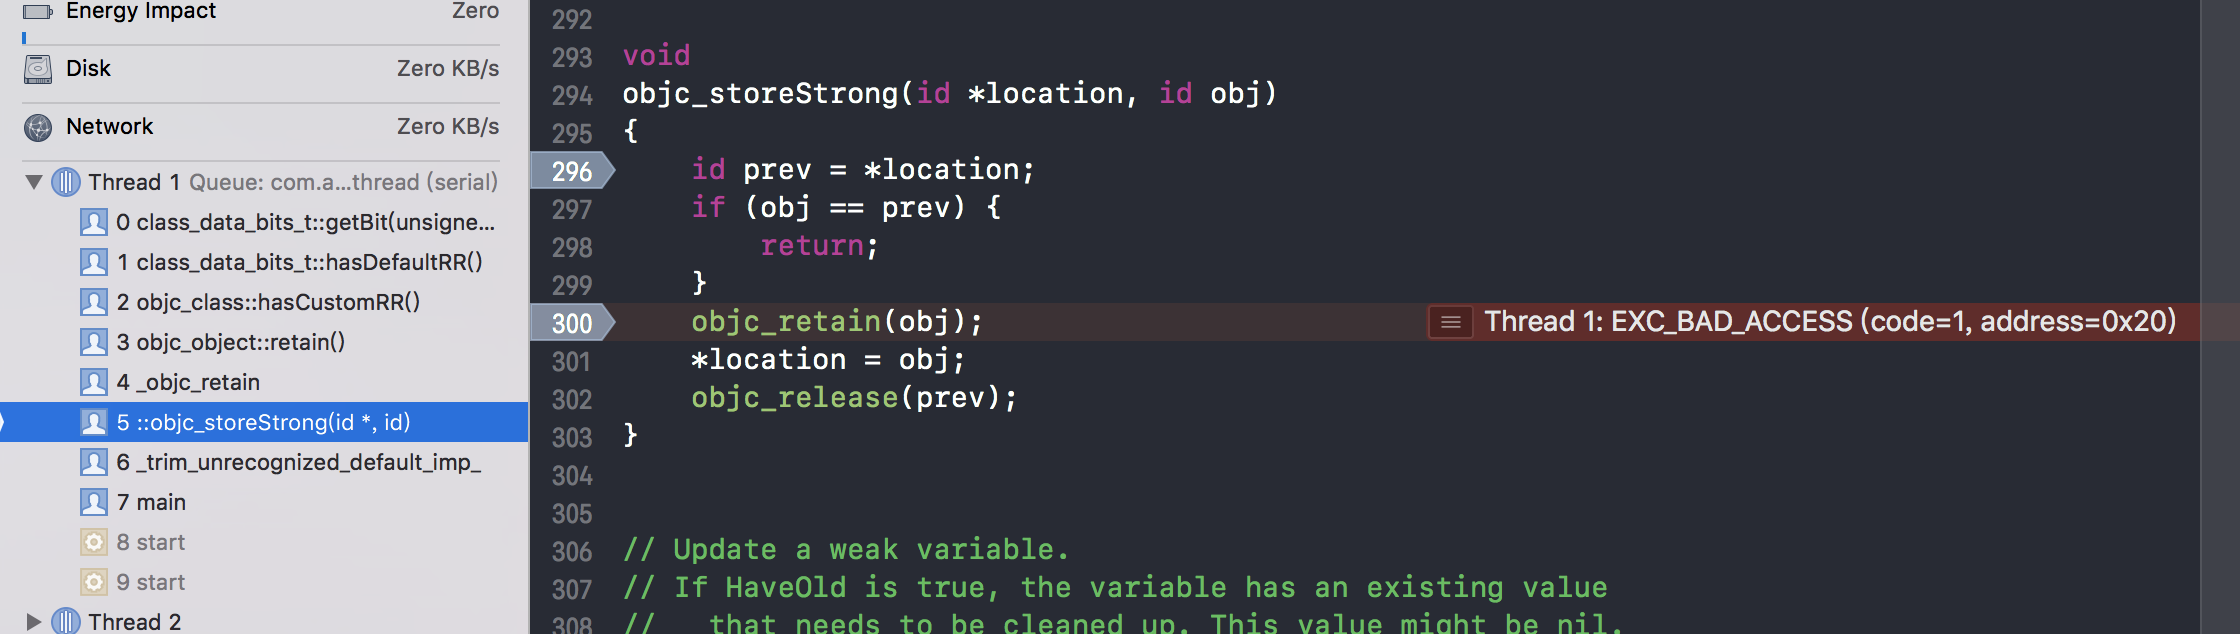 Energy Impact Zero
Disk Zero KB/s
Network Zero KB/s
Thread 1 Queue: com.a...thread (serial)
0 class_data_bits_t::getBit(unsigne...
1 class_data_bits_t::hasDefaultRR()
2 objc_class::hasCustomRR()
3 objc_object::retain()
4 _objc_retain
5 ::objc_storeStrong(id *, id)
6 _trim_unrecognized_default_imp_
7 main
8 start
9 start
Thread 2
292
293 void
294 objc_storeStrong(id *location, id obj)
295 {
296 id prev = *location;
297 if (obj == prev) {
298 return;
299 }
300 objc_retain(obj); Thread 1: EXC_BAD_ACCESS (code=1, address=0x20)
301 *location = obj;
302 objc_release(prev);
303 }
304
305
306 // Update a weak variable.
307 // If HaveOld is true, the variable has an existing value
308 // that needs to be cleaned up. This value might be nil.